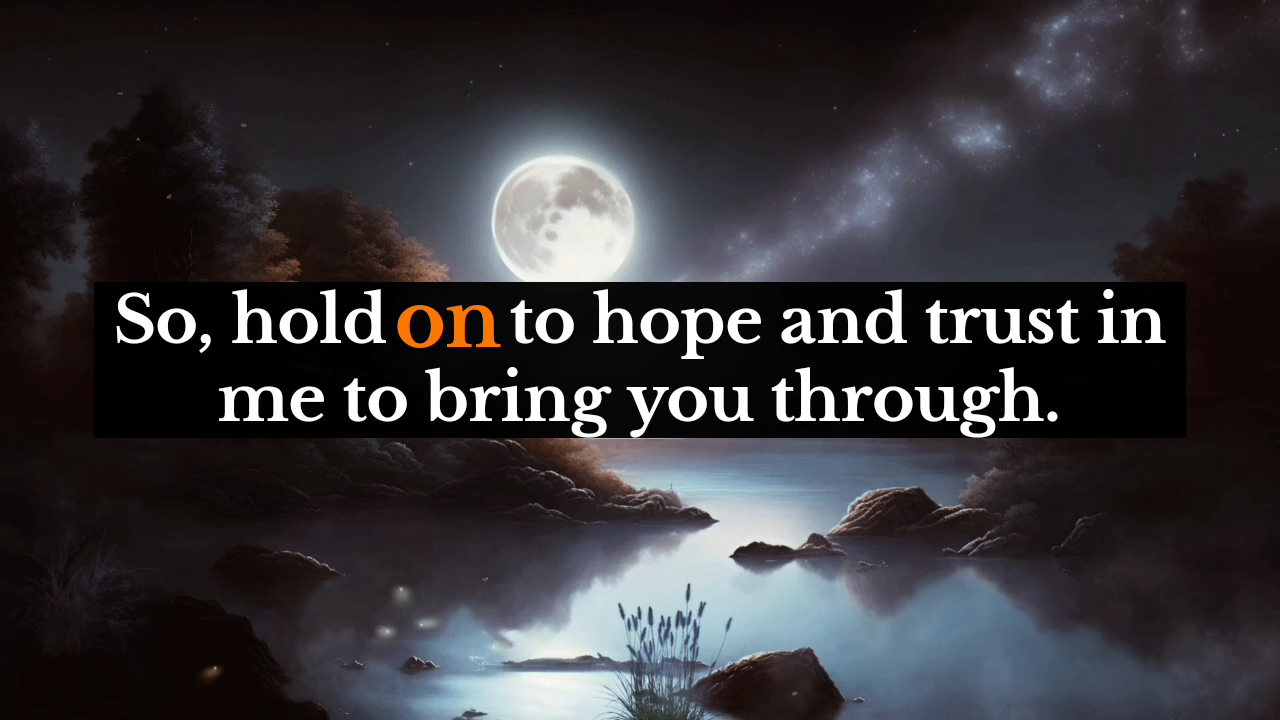 So, hold on to hope and trust in
me to bring you through.